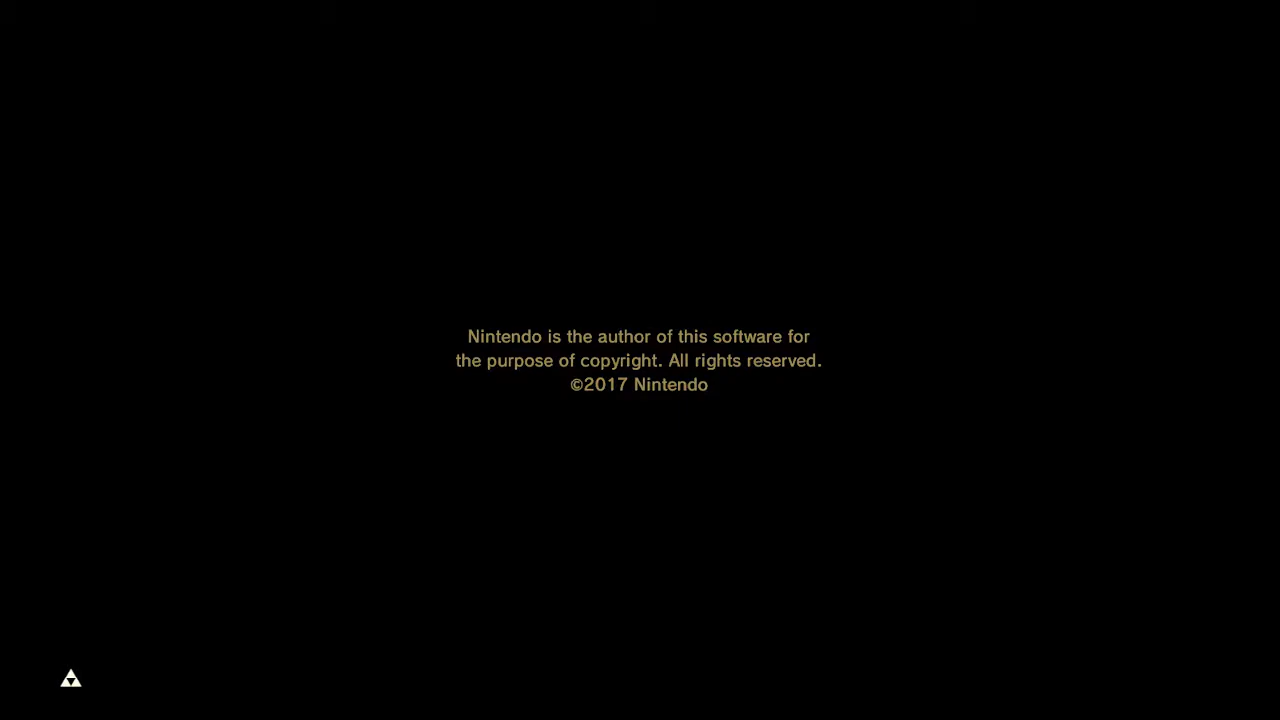 Nintendo is the author of this software for
the purpose of copyright. All rights reserved.
©2017 Nintendo